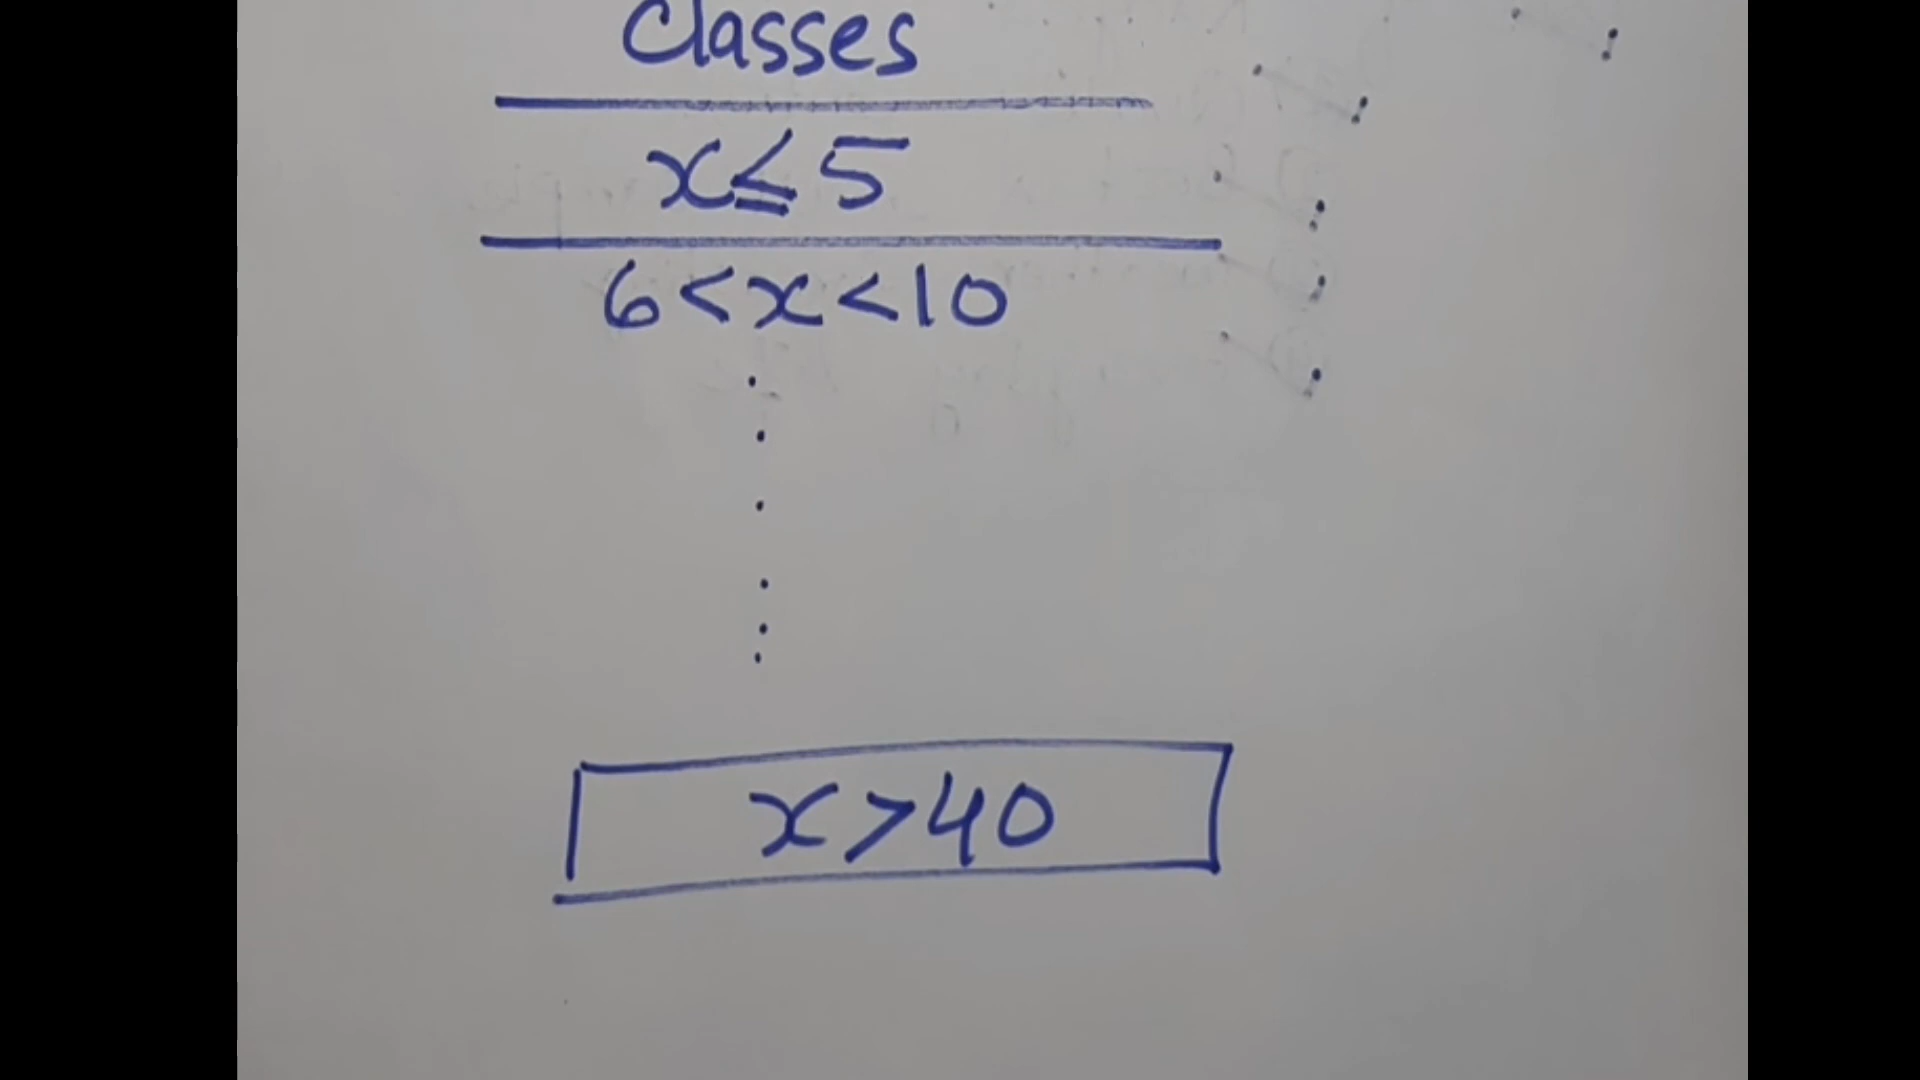 Classes
x≤5
6<x<10
.
.
.
.
.
.
x>40